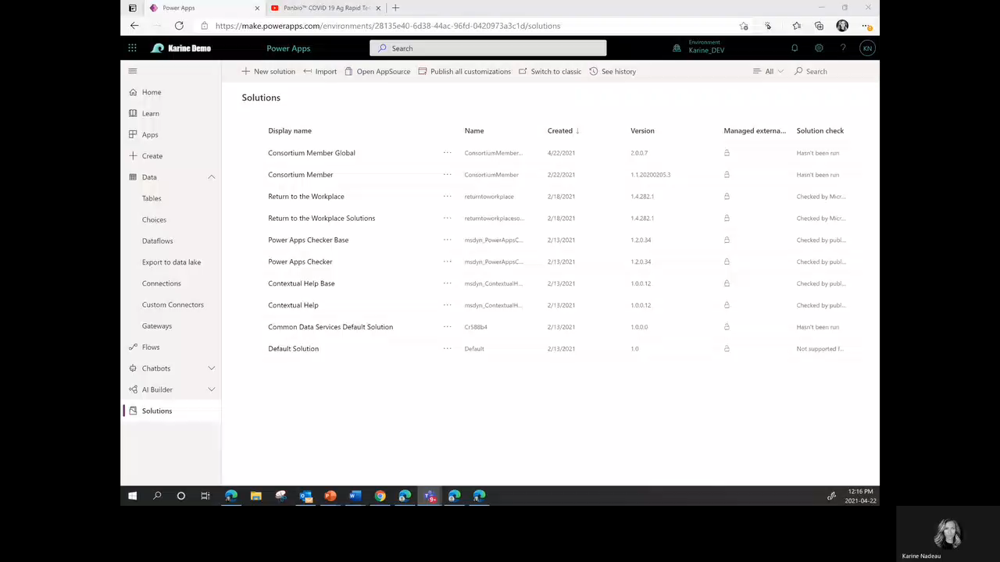 Power Apps
Panbio™ COVID 19 Ag Rapid Te
https://make.powerapps.com/environments/28135e40-6d38-44ac-96fd-0420973a3c1d/solutions
Karine Demo
Power Apps
Search
Environment
Karine_DEV
KN
New solution
Import
Open AppSource
Publish all customizations
Switch to classic
See history
All
Search
Home
Learn
Apps
Create
Data
Tables
Choices
Dataflows
Export to data lake
Connections
Custom Connectors
Gateways
Flows
Chatbots
AI Builder
Solutions
Solutions
Display name Name Created ↓ Version Managed externa... Solution check
Consortium Member Global ... ConsortiumMember... 4/22/2021 2.0.0.7 Hasn't been run
Consortium Member ... ConsortiumMember 2/22/2021 1.1.20200205.3 Hasn't been run
Return to the Workplace ... returntoworkplace 2/18/2021 1.4.282.1 Checked by Micr...
Return to the Workplace Solutions ... returntoworkplaceso... 2/18/2021 1.4.282.1 Checked by Micr...
Power Apps Checker Base ... msdyn_PowerAppsC... 2/13/2021 1.2.0.34 Checked by publ...
Power Apps Checker ... msdyn_PowerAppsC... 2/13/2021 1.2.0.34 Checked by publ...
Contextual Help Base ... msdyn_ContextualH... 2/13/2021 1.0.0.12 Checked by publ...
Contextual Help ... msdyn_ContextualH... 2/13/2021 1.0.0.12 Checked by publ...
Common Data Services Default Solution ... Cr588b4 2/13/2021 1.0.0.0 Hasn't been run
Default Solution ... Default 2/13/2021 1.0 Not supported f...
12:16 PM
2021-04-22
Karine Nadeau